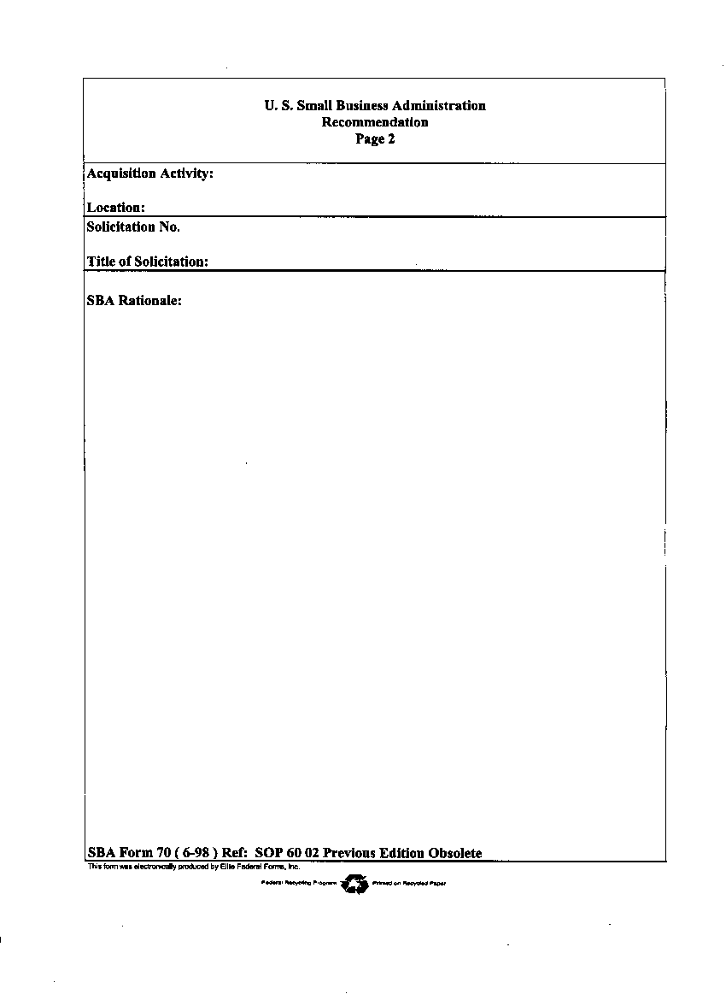 U. S. Small Business Administration
Recommendation
Page 2
Acquisition Activity:
Location:
Solicitation No.
Title of Solicitation:
SBA Rationale:
SBA Form 70 ( 6-98 ) Ref: SOP 60 02 Previous Edition Obsolete
This form was electronically produced by Elite Federal Forms, Inc.
Federal Recycling Program Printed on Recycled Paper